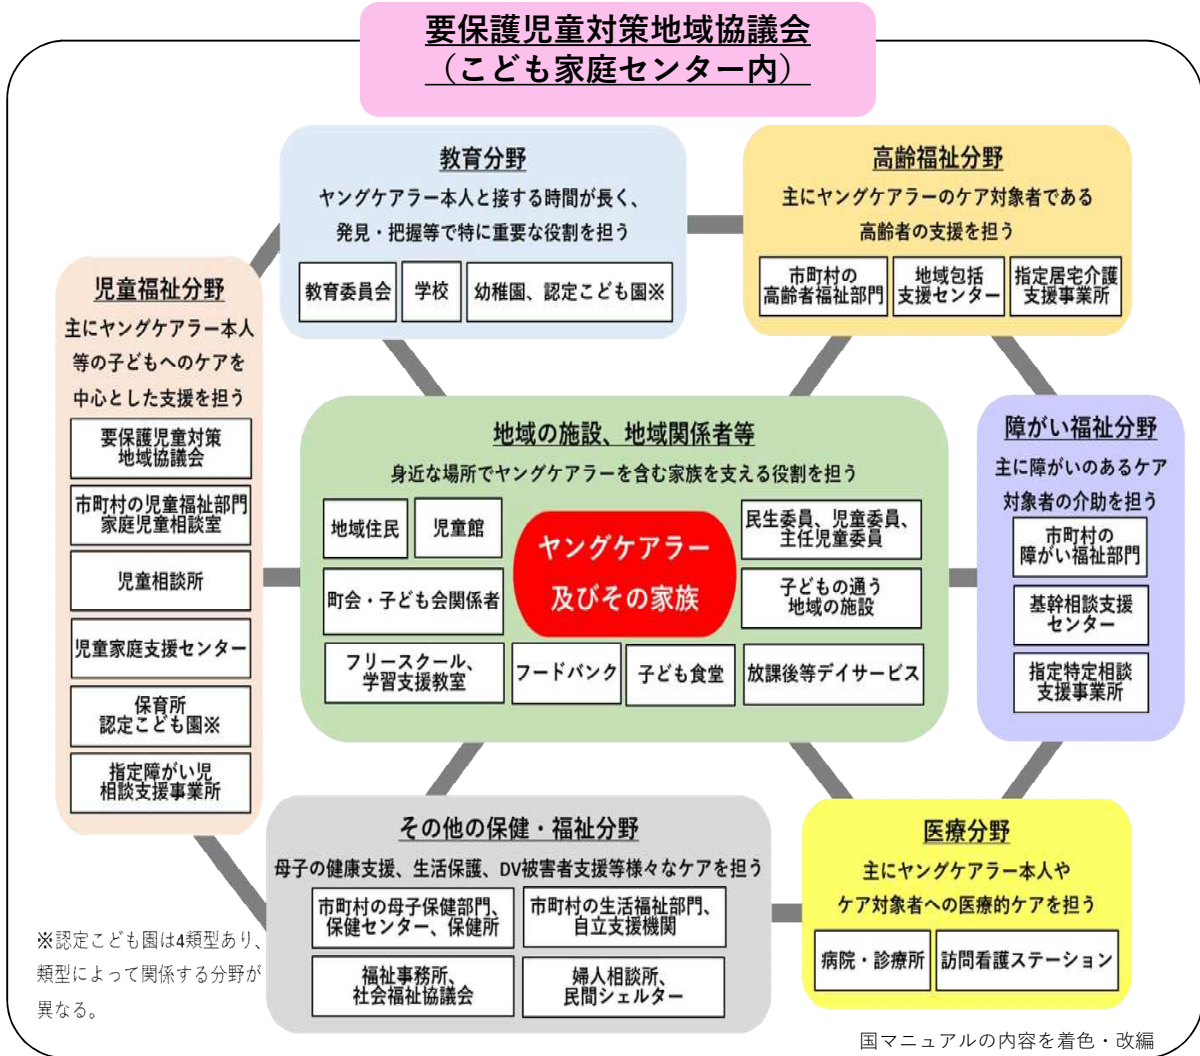 要保護児童対策地域協議会
（こども家庭センター内）
教育分野
ヤングケアラー本人と接する時間が長く、
発見・把握等で特に重要な役割を担う
教育委員会
学校
幼稚園、認定こども園※
高齢福祉分野
主にヤングケアラーのケア対象者である
高齢者の支援を担う
市町村の
高齢者福祉部門
地域包括
支援センター
指定居宅介護
支援事業所
児童福祉分野
主にヤングケアラー本人
等の子どもへのケアを
中心とした支援を担う
要保護児童対策
地域協議会
市町村の児童福祉部門
家庭児童相談室
児童相談所
児童家庭支援センター
保育所
認定こども園※
指定障がい児
相談支援事業所
地域の施設、地域関係者等
身近な場所でヤングケアラーを含む家族を支える役割を担う
地域住民
児童館
町会・子ども会関係者
フリースクール、
学習支援教室
ヤングケアラー
及びその家族
フードバンク
子ども食堂
民生委員、児童委員、
主任児童委員
子どもの通う
地域の施設
放課後等デイサービス
障がい福祉分野
主に障がいのあるケア
対象者の介助を担う
市町村の
障がい福祉部門
基幹相談支援
センター
指定特定相談
支援事業所
その他の保健・福祉分野
母子の健康支援、生活保護、DV被害者支援等様々なケアを担う
市町村の母子保健部門、
保健センター、保健所
市町村の生活福祉部門、
自立支援機関
福祉事務所、
社会福祉協議会
婦人相談所、
民間シェルター
医療分野
主にヤングケアラー本人や
ケア対象者への医療的ケアを担う
病院・診療所
訪問看護ステーション
※認定こども園は4類型あり、
類型によって関係する分野が
異なる。
国マニュアルの内容を着色・改編